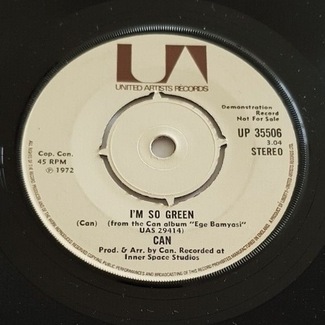 UA
UNITED ARTISTS RECORDS
Demonstration
Record
Not For Sale
UP 35506
3.04
STEREO
Cop. Con.
45 RPM
℗ 1972
I'M SO GREEN
(Can) (from the Can album "Ege Bamyasi"
UAS 29414)
CAN
Prod. & Arr. by Can. Recorded at
Inner Space Studios